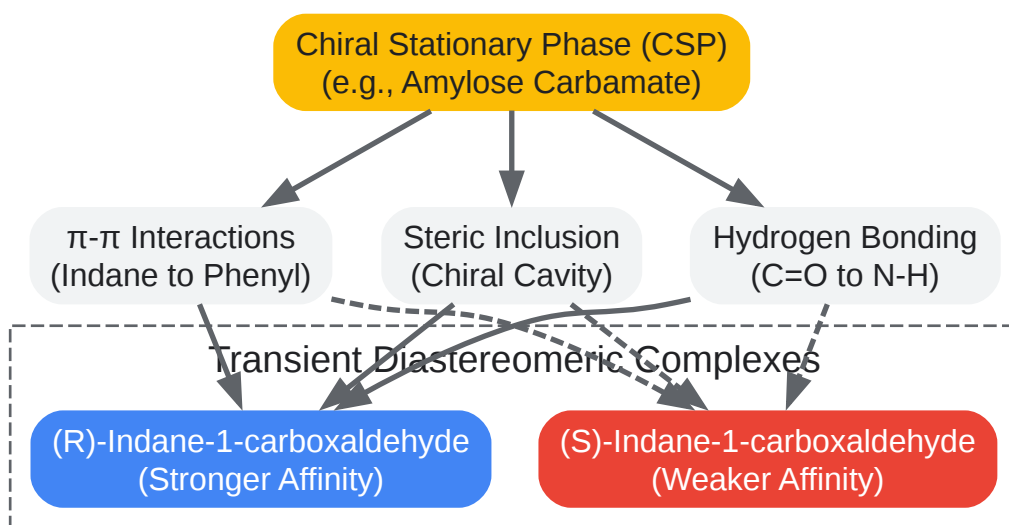 Chiral Stationary Phase (CSP)
(e.g., Amylose Carbamate)
π-π Interactions
(Indane to Phenyl)
Steric Inclusion
(Chiral Cavity)
Hydrogen Bonding
(C=O to N-H)
Transient Diastereomeric Complexes
(R)-Indane-1-carboxaldehyde
(Stronger Affinity)
(S)-Indane-1-carboxaldehyde
(Weaker Affinity)